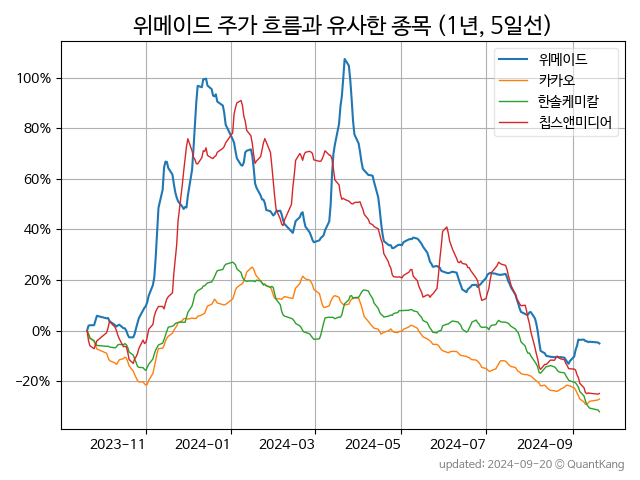 위메이드 주가 흐름과 유사한 종목 (1년, 5일선)
위메이드
카카오
한솔케미칼
칩스앤미디어
100%
80%
60%
40%
20%
0%
−20%
2023-11
2024-01
2024-03
2024-05
2024-07
2024-09
updated: 2024-09-20 © QuantKang